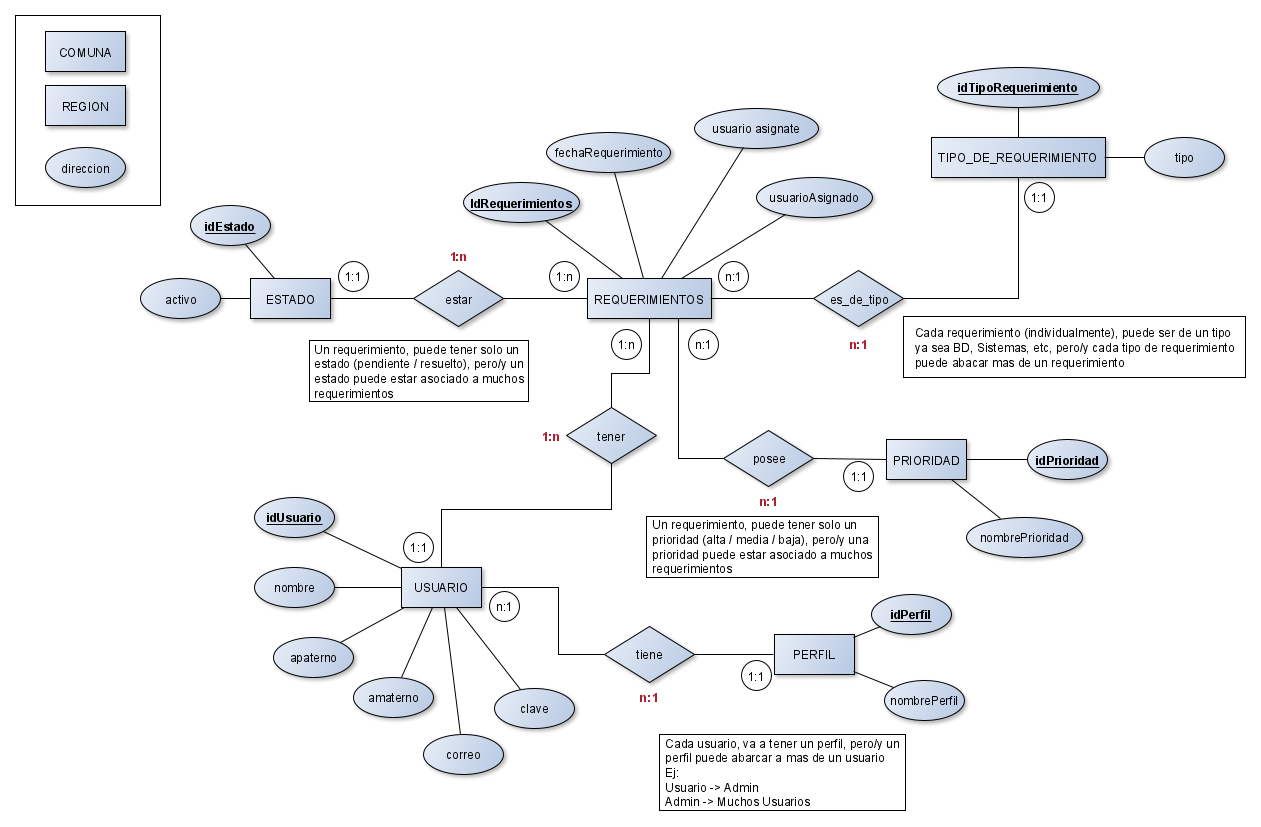 COMUNA
REGION
direccion
idTipoRequerimiento
TIPO_DE_REQUERIMIENTO
tipo
1:1
usuario asignate
fechaRequerimiento
usuarioAsignado
IdRequerimientos
idEstado
activo
ESTADO
1:1
1:n
estar
1:n
REQUERIMIENTOS
n:1
es_de_tipo
n:1
Cada requerimiento (individualmente), puede ser de un tipo
ya sea BD, Sistemas, etc, pero/y cada tipo de requerimiento
puede abacar mas de un requerimiento
Un requerimiento, puede tener solo un
estado (pendiente / resuelto), pero/y un
estado puede estar asociado a muchos
requerimientos
1:n
n:1
1:n
tener
posee
n:1
1:1
PRIORIDAD
idPrioridad
nombrePrioridad
Un requerimiento, puede tener solo un
prioridad (alta / media / baja), pero/y una
prioridad puede estar asociado a muchos
requerimientos
idUsuario
1:1
nombre
USUARIO
n:1
apaterno
amaterno
correo
clave
tiene
n:1
1:1
PERFIL
idPerfil
nombrePerfil
Cada usuario, va a tener un perfil, pero/y un
perfil puede abarcar a mas de un usuario
Ej:
Usuario -> Admin
Admin -> Muchos Usuarios